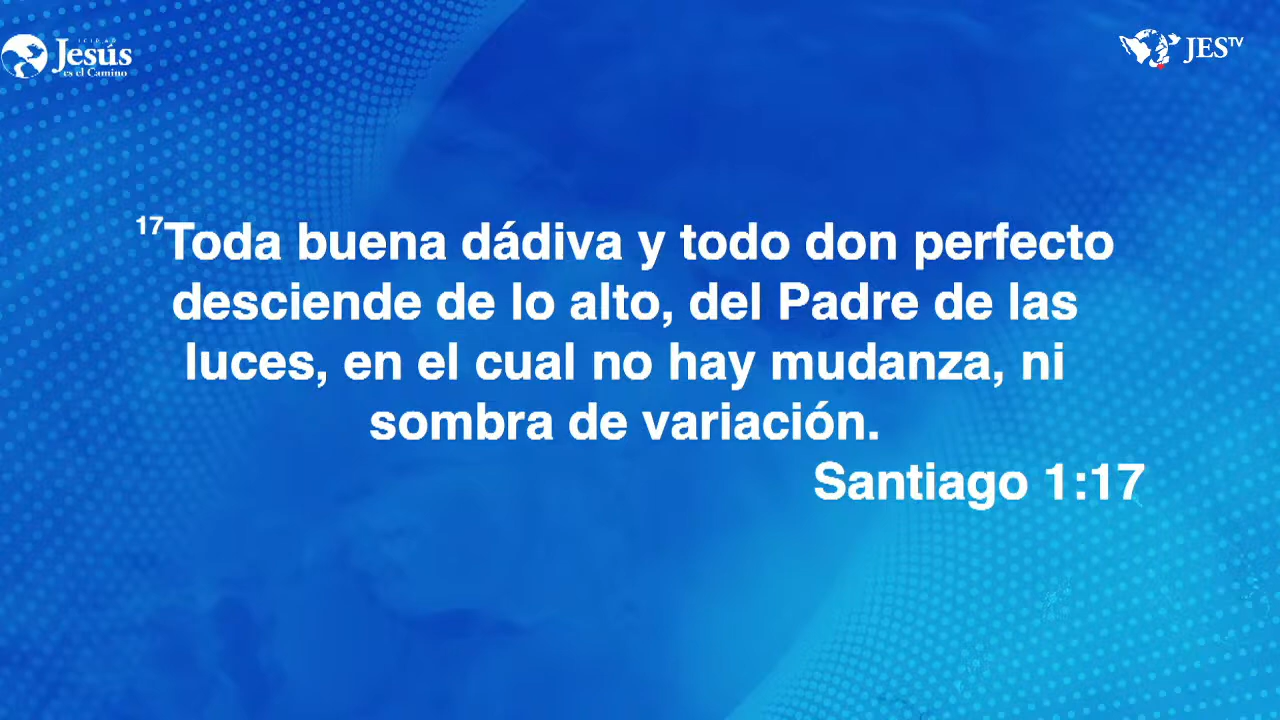 Jesús
es el Camino
JESTV
17Toda buena dádiva y todo don perfecto
desciende de lo alto, del Padre de las
luces, en el cual no hay mudanza, ni
sombra de variación.
Santiago 1:17